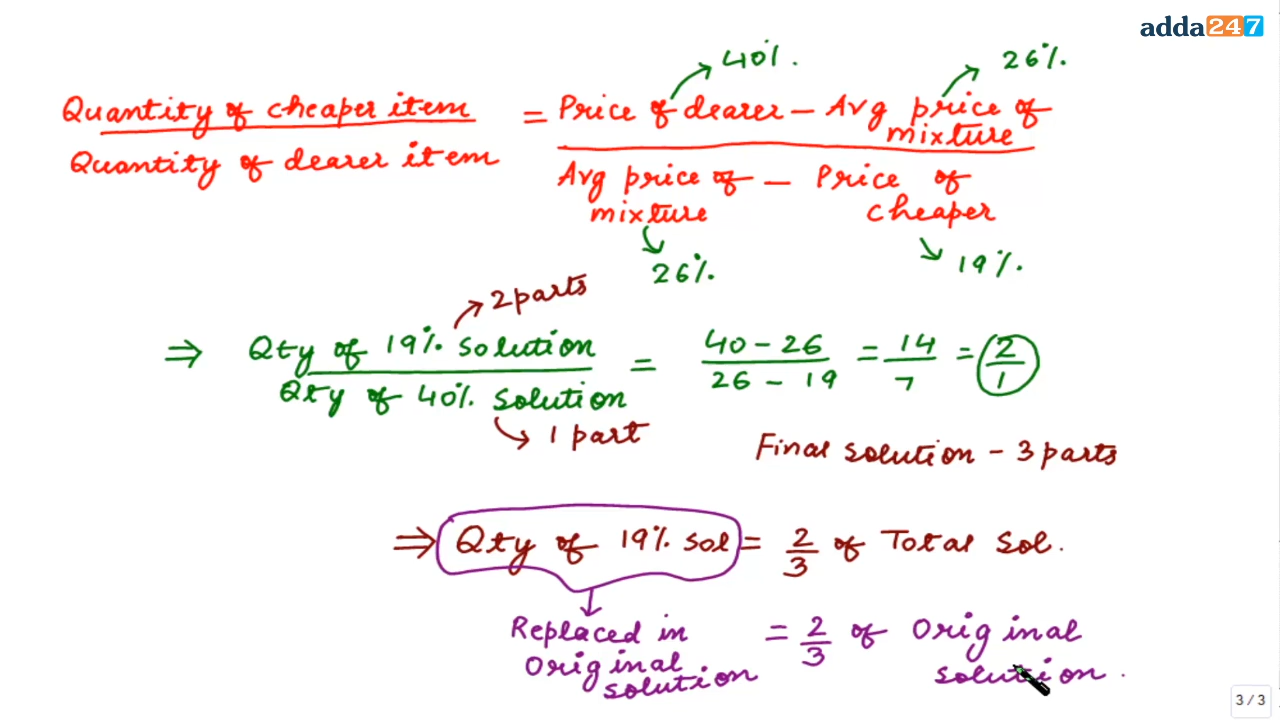 adda247
40%.
26%.
Quantity of cheaper item = Price of dearer - Avg price of mixture
Quantity of dearer item Avg price of mixture - Price of cheaper
26%.
19%.
2 parts
⇒ Qty of 19% solution = 40 - 26 = 14 = 2
Qty of 40% solution 26 - 19 7 1
1 part
Final solution - 3 parts
⇒ Qty of 19% sol = 2/3 of Total sol.
Replaced in = 2/3 of Original
Original solution.
solution
3 / 3